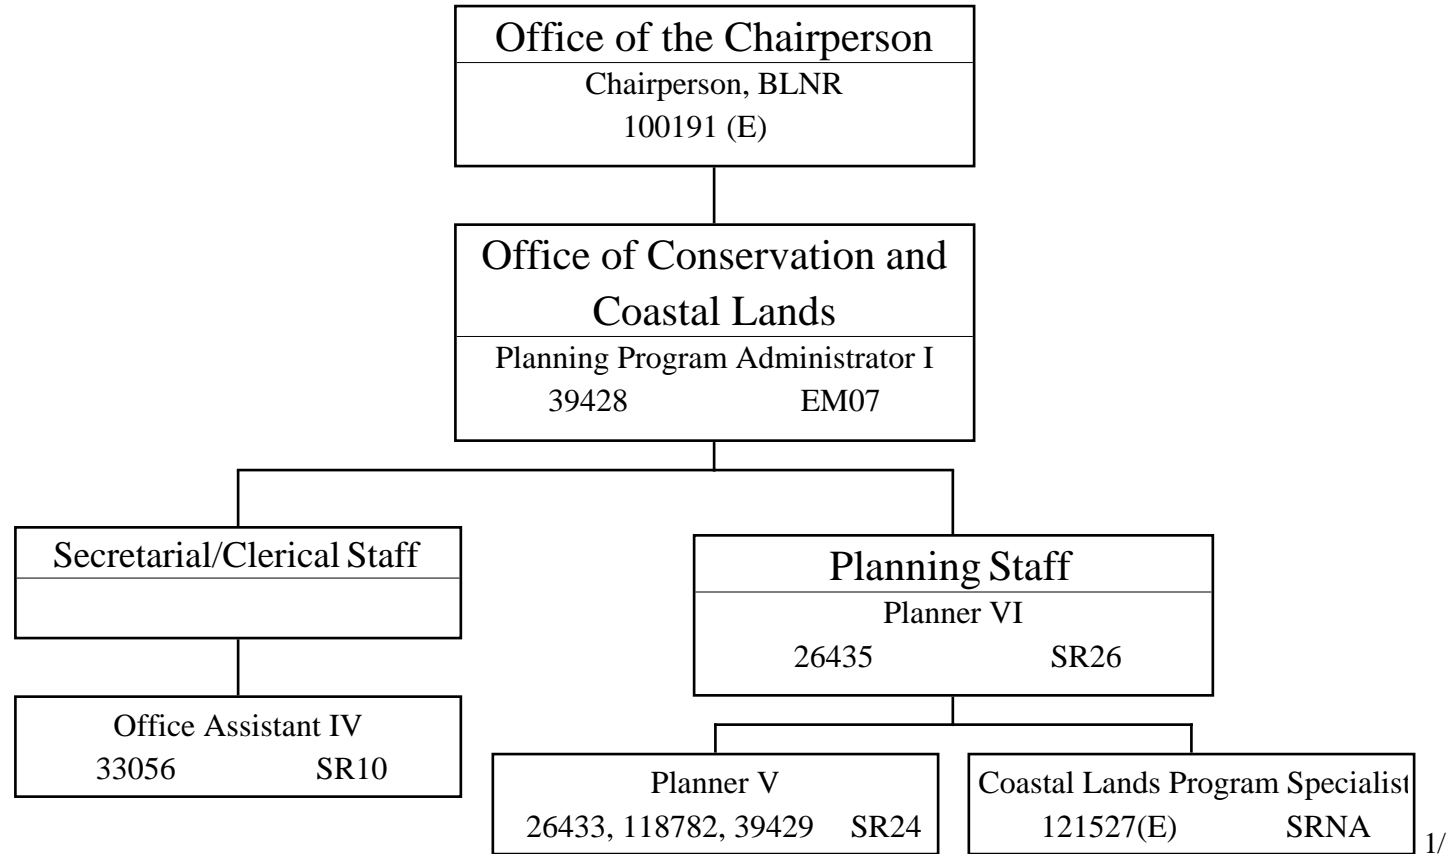 Office of the Chairperson
Chairperson, BLNR
100191 (E)
Office of Conservation and
Coastal Lands
Planning Program Administrator I
39428 EM07
Secretarial/Clerical Staff
Planning Staff
Planner VI
26435 SR26
Office Assistant IV
33056 SR10
Planner V
26433, 118782, 39429 SR24
Coastal Lands Program Specialist
121527(E) SRNA
1/